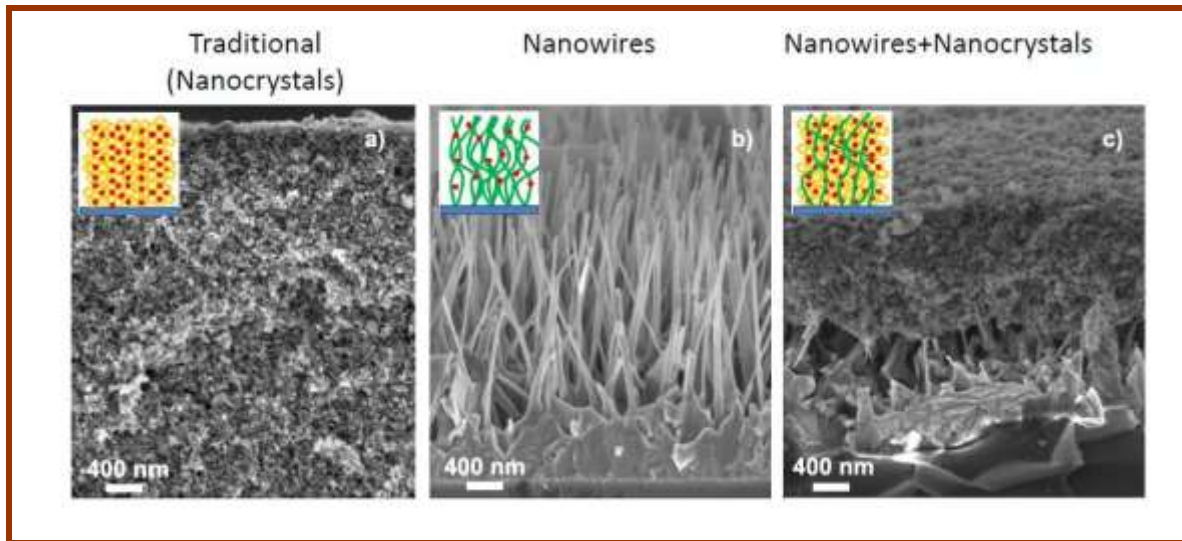 Traditional
(Nanocrystals)
Nanowires
Nanowires+Nanocrystals
a)
b)
c)
400 nm
400 nm
400 nm